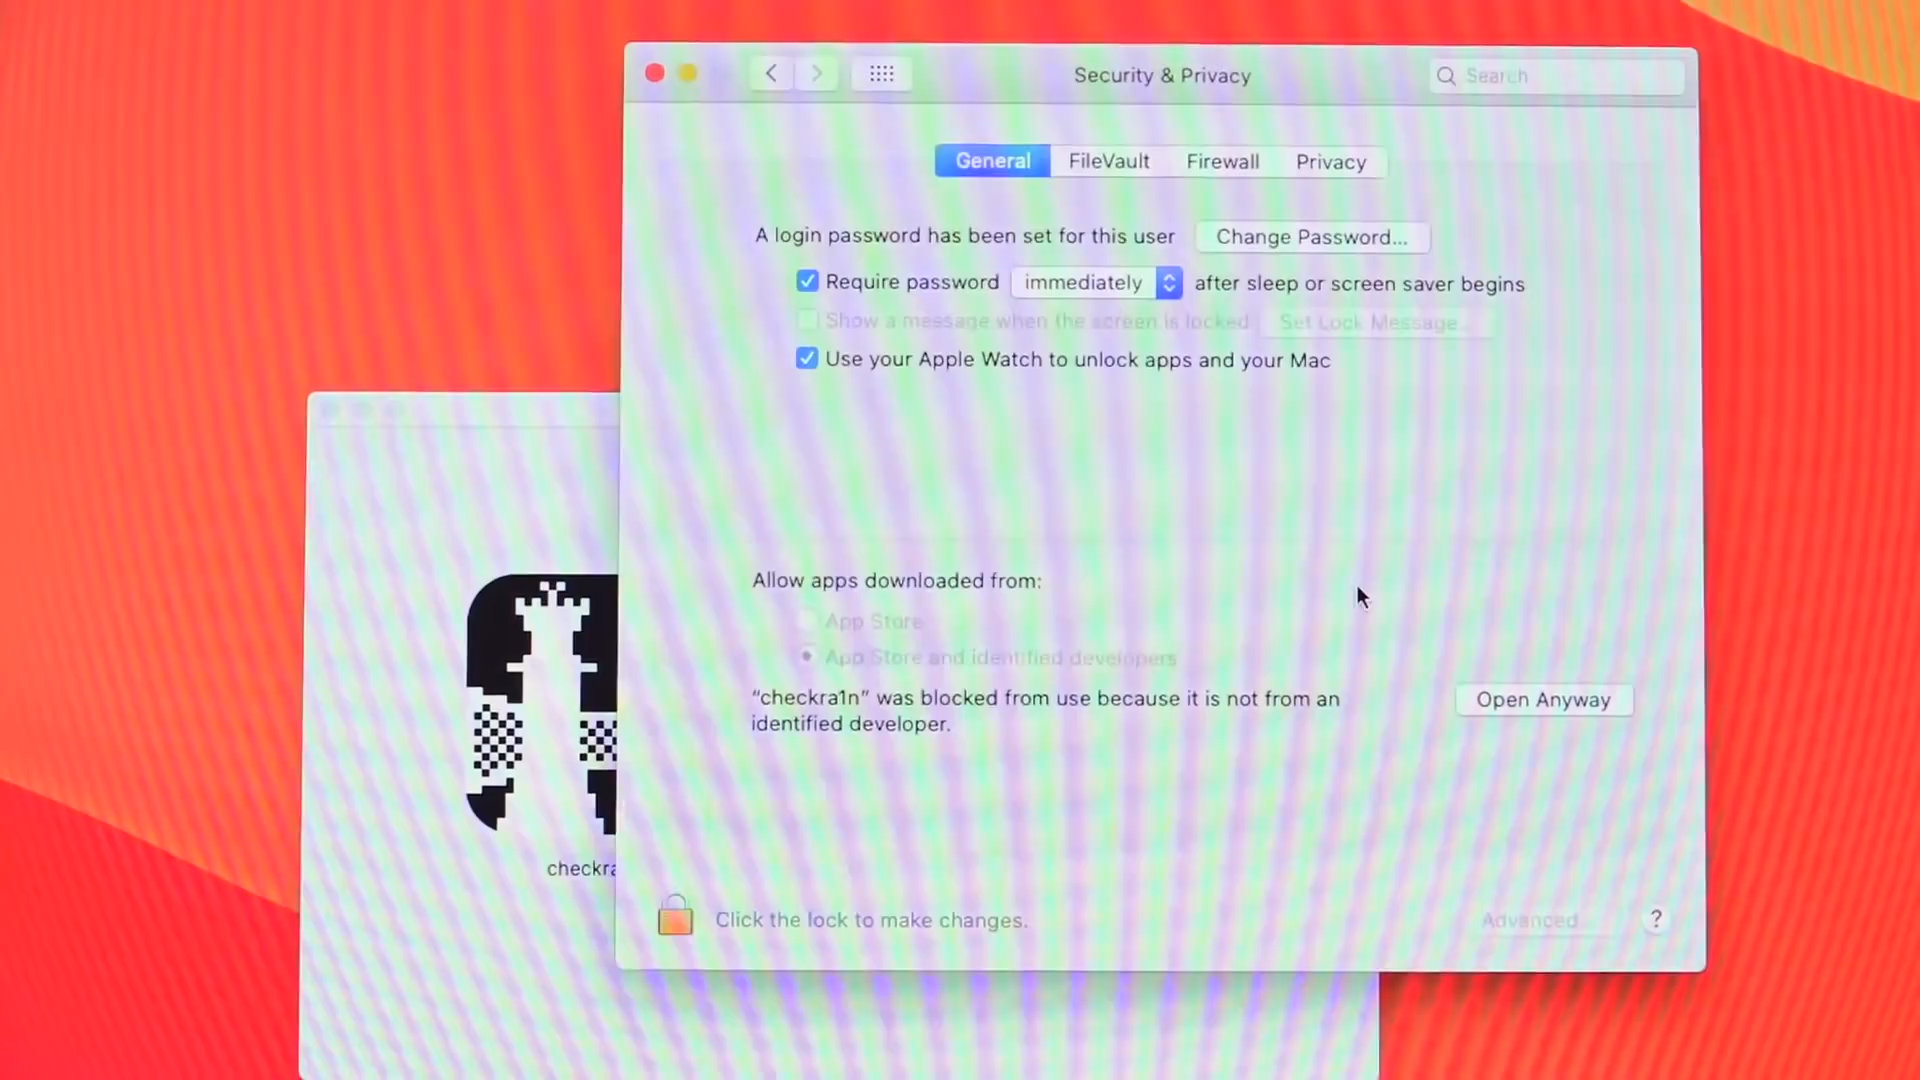 Security & Privacy
Search
General FileVault Firewall Privacy
A login password has been set for this user Change Password...
Require password immediately after sleep or screen saver begins
Show a message when the screen is locked Set Lock Message...
Use your Apple Watch to unlock apps and your Mac
Allow apps downloaded from:
App Store
App Store and identified developers
“checkra1n” was blocked from use because it is not from an
identified developer.
Open Anyway
checkra
Click the lock to make changes.
Advanced...
?